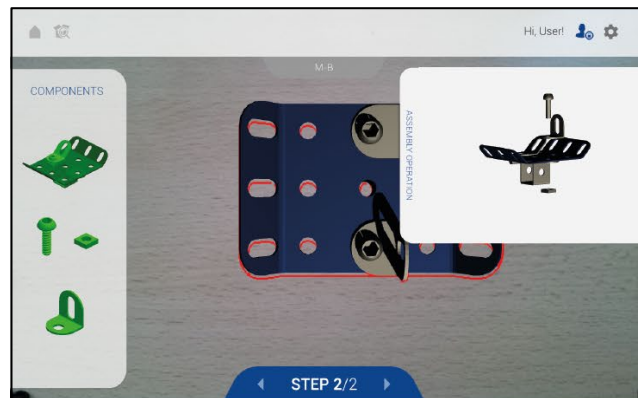 Hi, User!
M-B
COMPONENTS
ASSEMBLY OPERATION
STEP 2/2